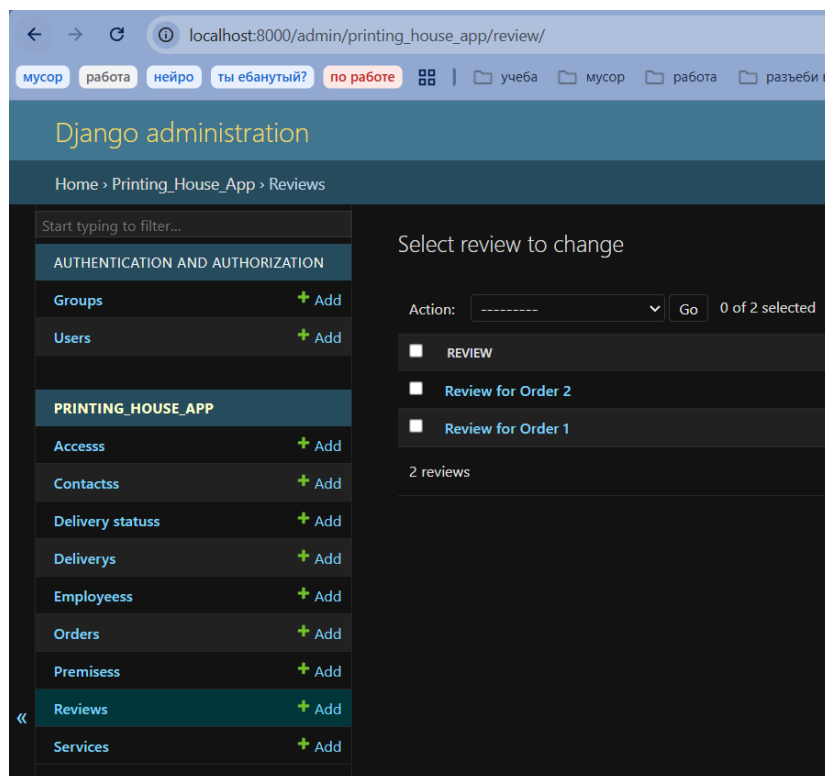 localhost:8000/admin/printing_house_app/review/
мусор работа нейро ты ебанутый? по работе учеба мусор работа разъеби
Django administration
Home › Printing_House_App › Reviews
Start typing to filter...
AUTHENTICATION AND AUTHORIZATION
Groups + Add
Users + Add
PRINTING_HOUSE_APP
Accesss + Add
Contactss + Add
Delivery statuss + Add
Deliverys + Add
Employeess + Add
Orders + Add
Premisess + Add
Reviews + Add
Services + Add
«
Select review to change
Action: --------- Go 0 of 2 selected
REVIEW
Review for Order 2
Review for Order 1
2 reviews